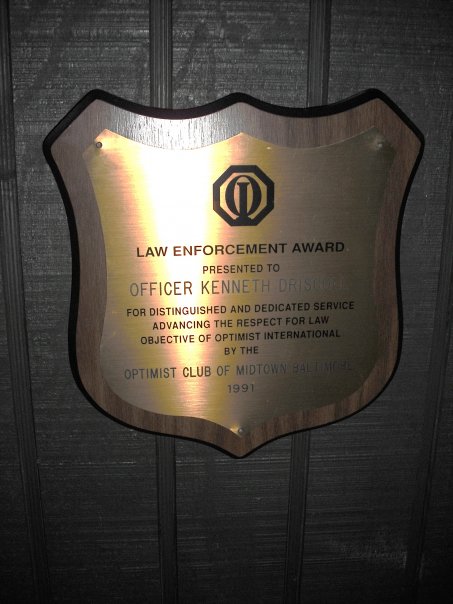 LAW ENFORCEMENT AWARD
PRESENTED TO
OFFICER KENNETH DRISCOLL
FOR DISTINGUISHED AND DEDICATED SERVICE
ADVANCING THE RESPECT FOR LAW
OBJECTIVE OF OPTIMIST INTERNATIONAL
BY THE
OPTIMIST CLUB OF MIDTOWN BALTIMORE
1991